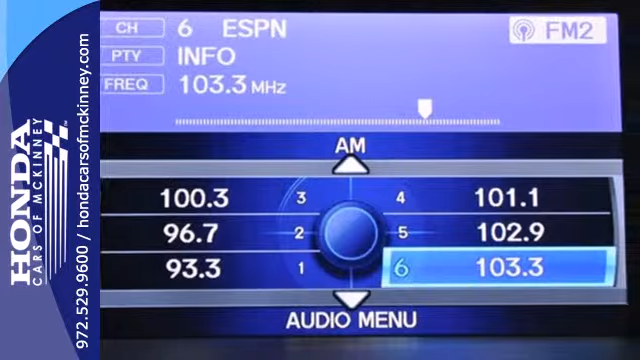 HONDA
CARS OF MCKINNEY
972.529.9600 / hondacarsofmckinney.com
CH 6 ESPN FM2
PTY INFO
FREQ 103.3 MHz
AM
100.3 3 4 101.1
96.7 2 5 102.9
93.3 1 6 103.3
AUDIO MENU